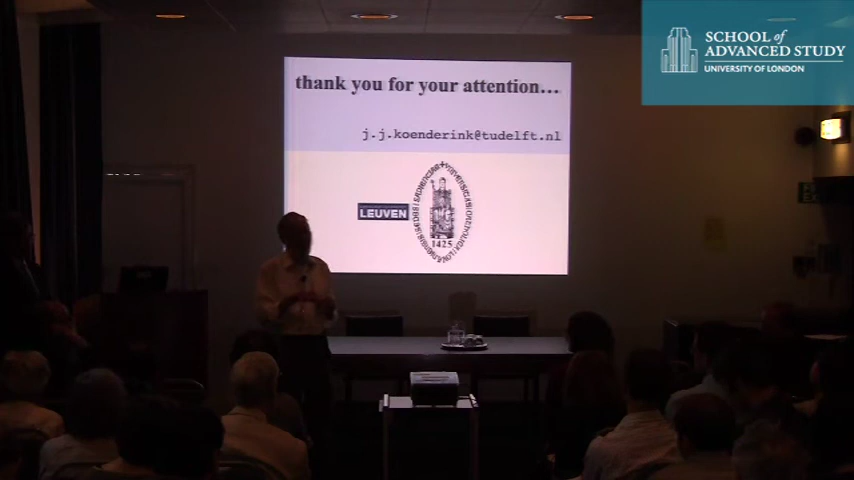 SCHOOL of
ADVANCED STUDY
UNIVERSITY OF LONDON
thank you for your attention...
j.j.koenderink@tudelft.nl
LEUVEN
1425